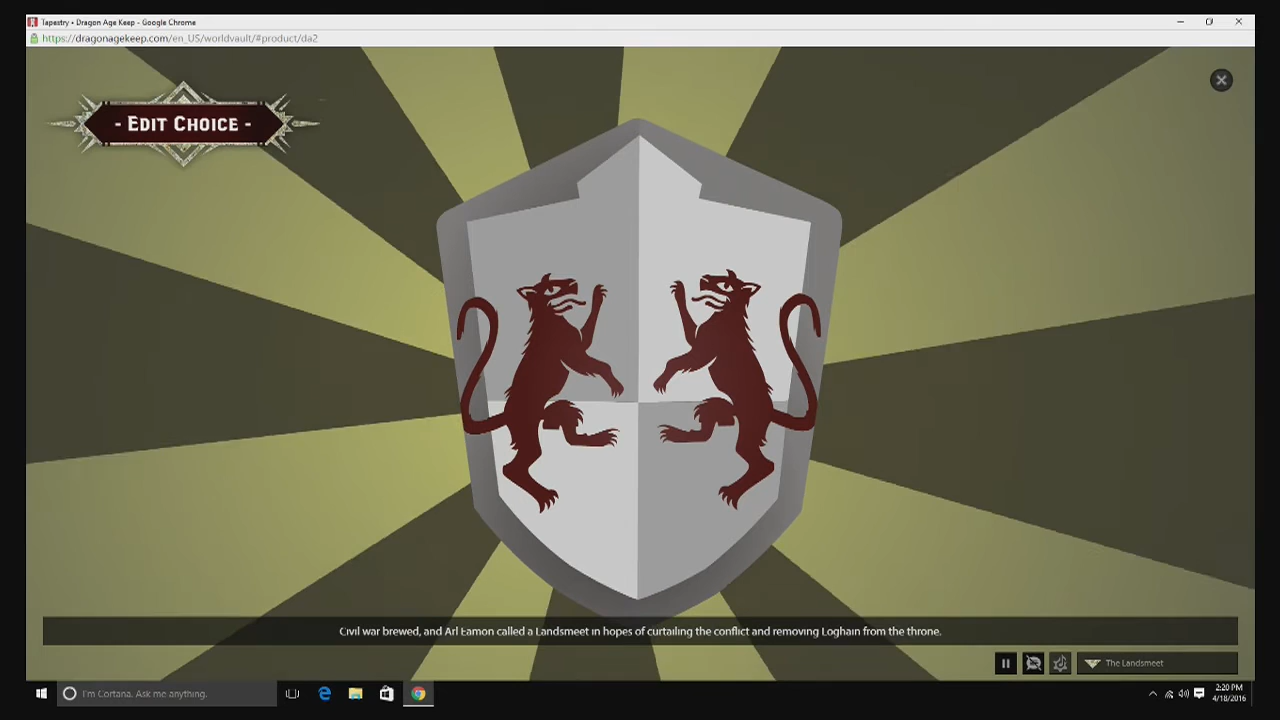 Tapestry • Dragon Age Keep - Google Chrome
https://dragonagekeep.com/en_US/worldvault/#product/da2
- EDIT CHOICE -
Civil war brewed, and Arl Eamon called a Landsmeet in hopes of curtailing the conflict and removing Loghain from the throne.
The Landsmeet
I'm Cortana. Ask me anything.
2:20 PM
4/18/2016